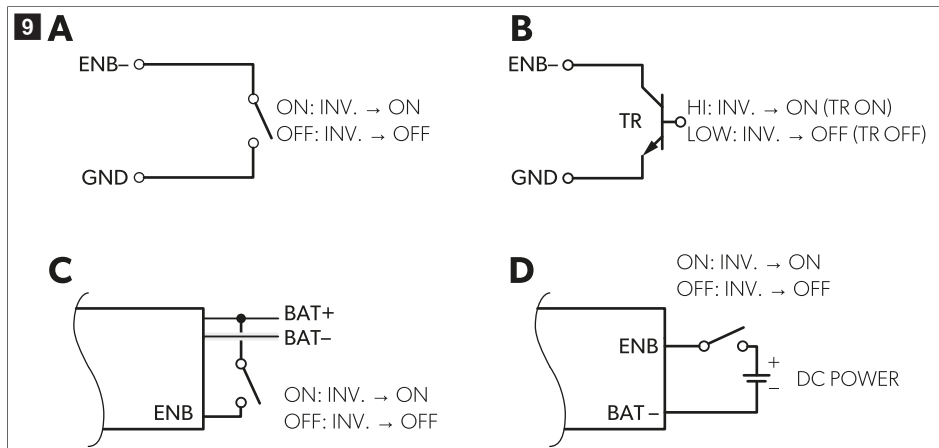 9 A
ENB–
ON: INV. → ON
OFF: INV. → OFF
GND
B
ENB–
TR
HI: INV. → ON (TR ON)
LOW: INV. → OFF (TR OFF)
GND
C
BAT+
BAT–
ENB
ON: INV. → ON
OFF: INV. → OFF
D
ON: INV. → ON
OFF: INV. → OFF
ENB
+
–
DC POWER
BAT –